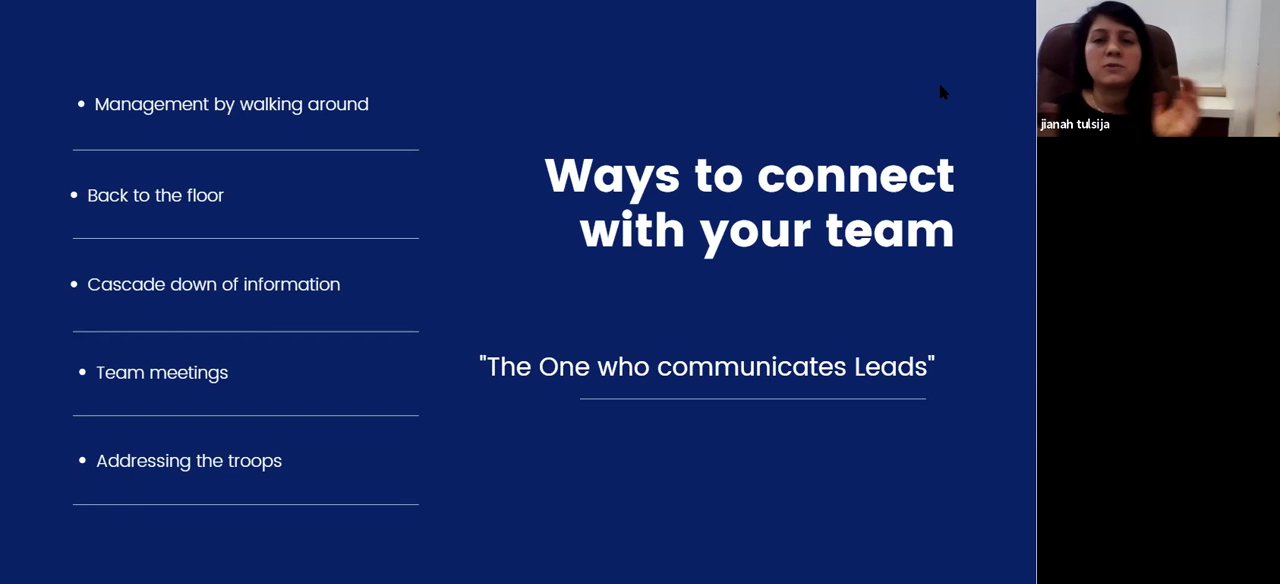 • Management by walking around
• Back to the floor
• Cascade down of information
• Team meetings
• Addressing the troops
Ways to connect
with your team
"The One who communicates Leads"
jianah tulsija